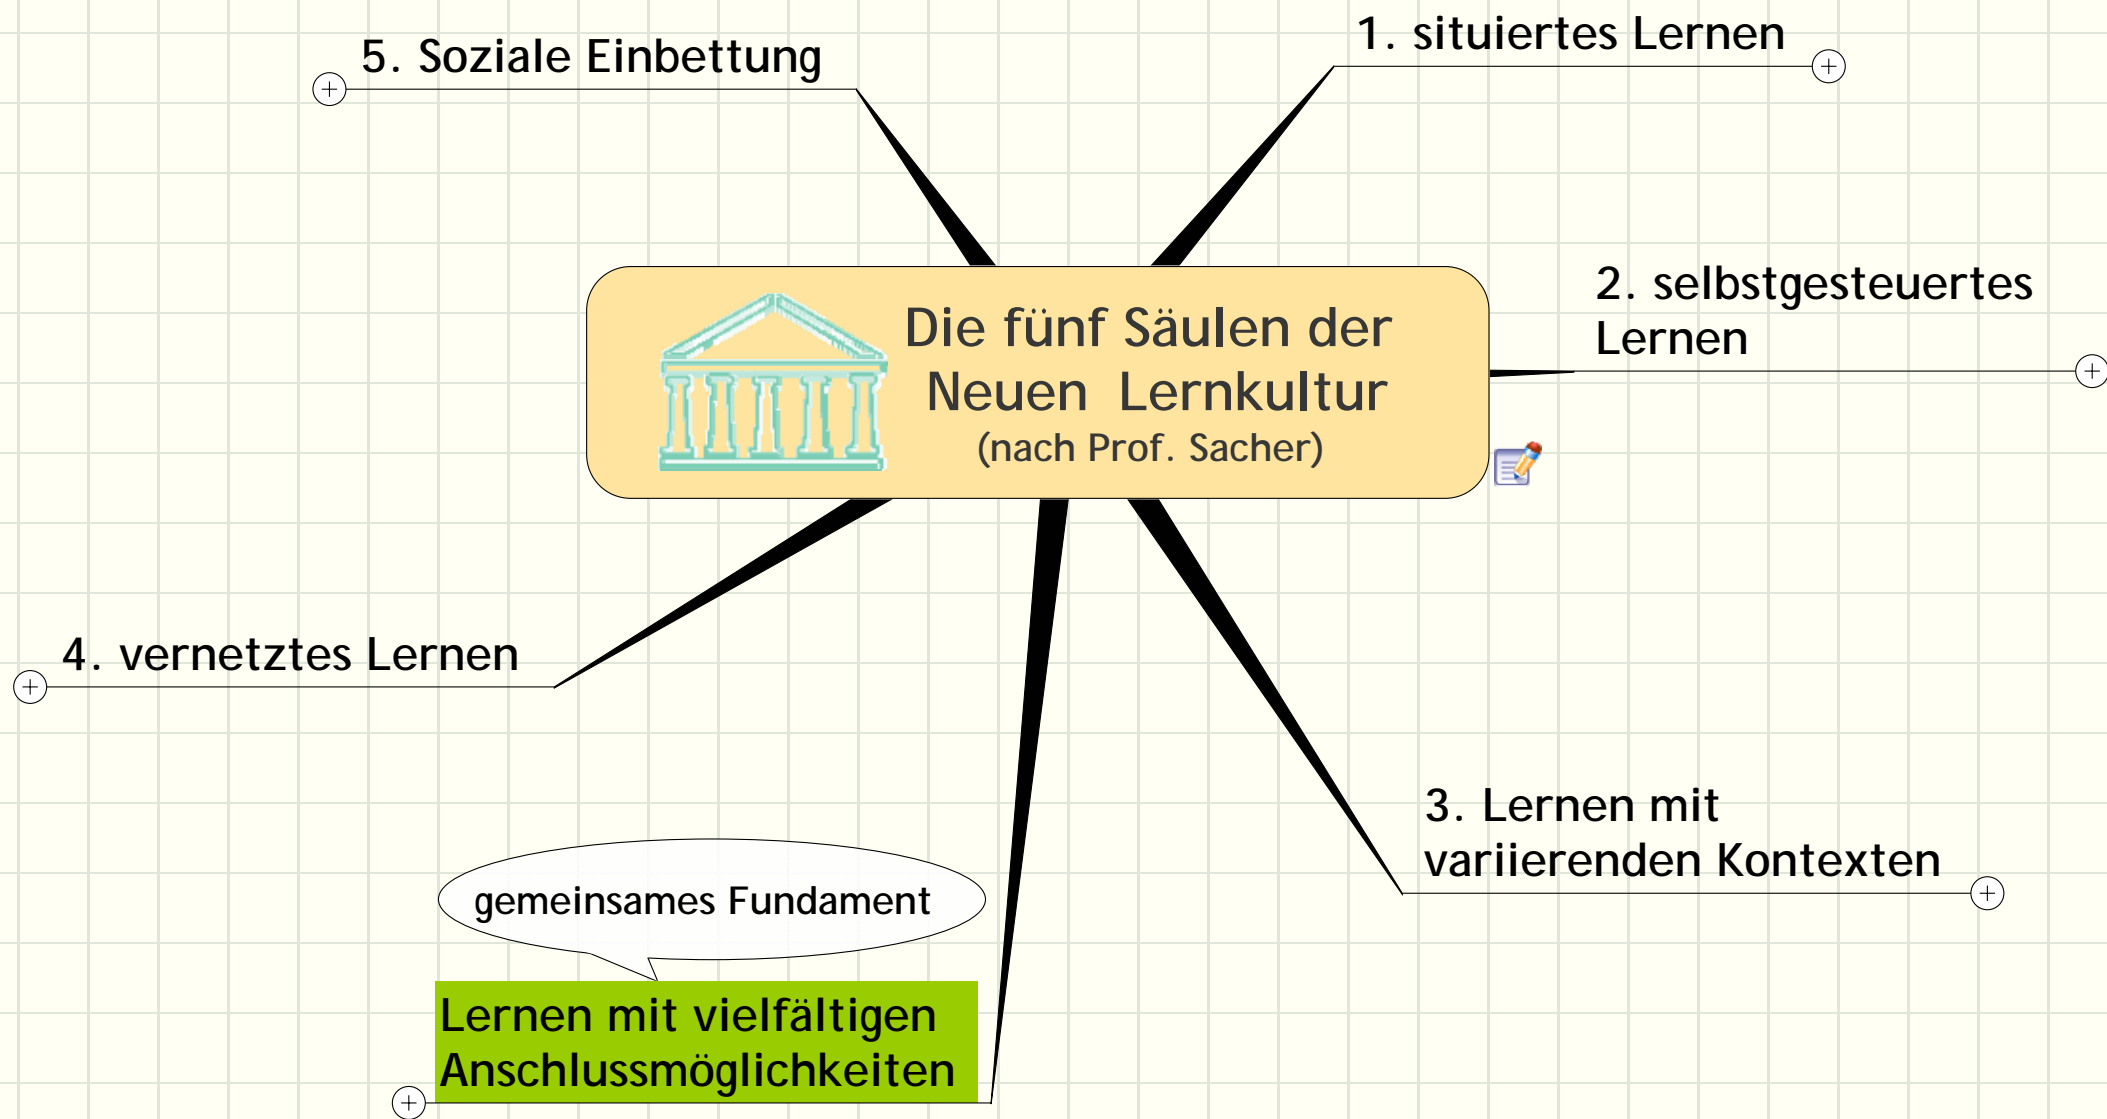 Die fünf Säulen der
Neuen Lernkultur
(nach Prof. Sacher)
1. situiertes Lernen
2. selbstgesteuertes
Lernen
3. Lernen mit
variierenden Kontexten
gemeinsames Fundament
Lernen mit vielfältigen
Anschlussmöglichkeiten
4. vernetztes Lernen
5. Soziale Einbettung